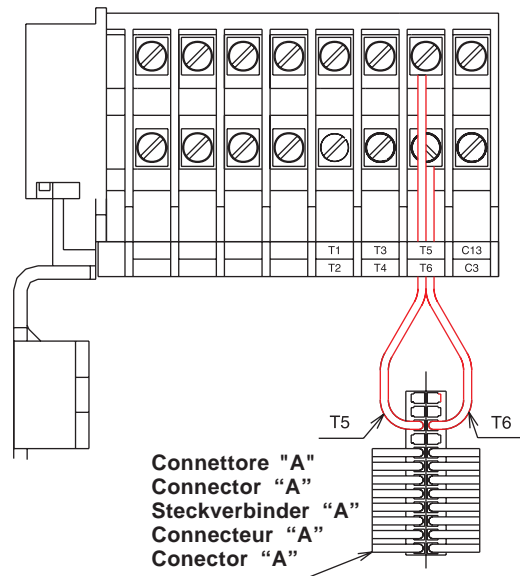 T1 T3 T5 C13
T2 T4 T6 C3
T5 T6
Connettore "A"
Connector “A”
Steckverbinder “A”
Connecteur “A”
Conector “A”